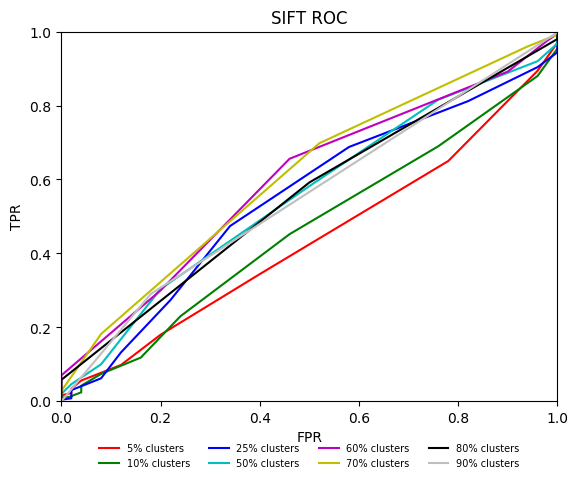 SIFT ROC
TPR
1.0
0.8
0.6
0.4
0.2
0.0
0.0 0.2 0.4 0.6 0.8 1.0
FPR
5% clusters 25% clusters 60% clusters 80% clusters
10% clusters 50% clusters 70% clusters 90% clusters